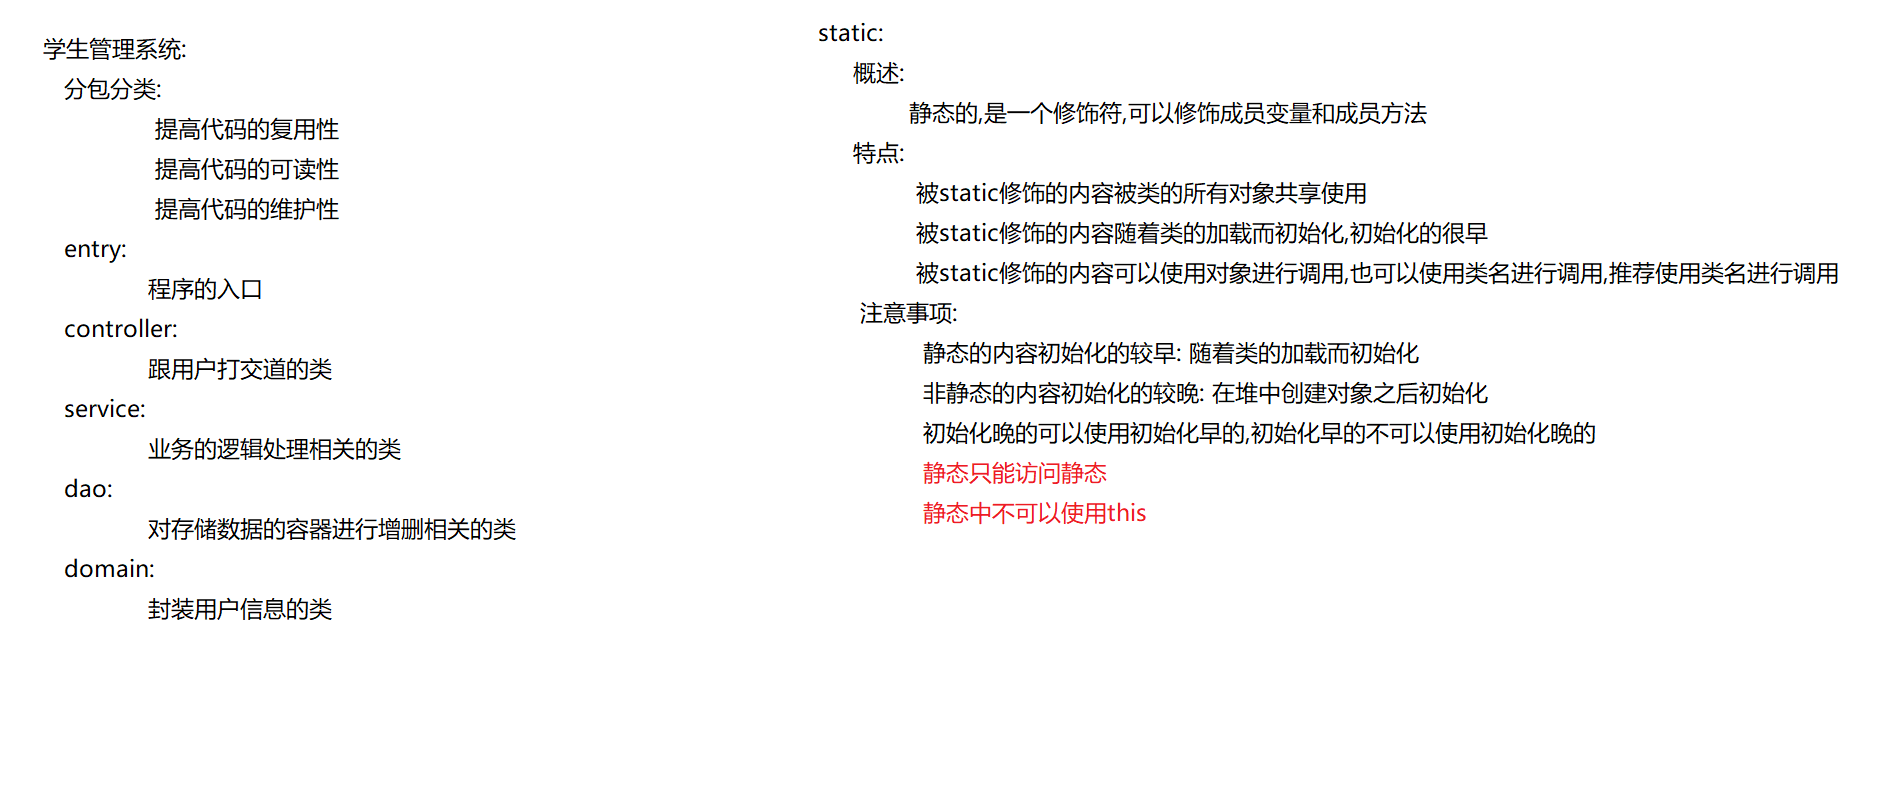 学生管理系统:
分包分类:
提高代码的复用性
提高代码的可读性
提高代码的维护性
entry:
程序的入口
controller:
跟用户打交道的类
service:
业务的逻辑处理相关的类
dao:
对存储数据的容器进行增删相关的类
domain:
封装用户信息的类
static:
概述:
静态的,是一个修饰符,可以修饰成员变量和成员方法
特点:
被static修饰的内容被类的所有对象共享使用
被static修饰的内容随着类的加载而初始化,初始化的很早
被static修饰的内容可以使用对象进行调用,也可以使用类名进行调用,推荐使用类名进行调用
注意事项:
静态的内容初始化的较早: 随着类的加载而初始化
非静态的内容初始化的较晚: 在堆中创建对象之后初始化
初始化晚的可以使用初始化早的,初始化早的不可以使用初始化晚的
静态只能访问静态
静态中不可以使用this